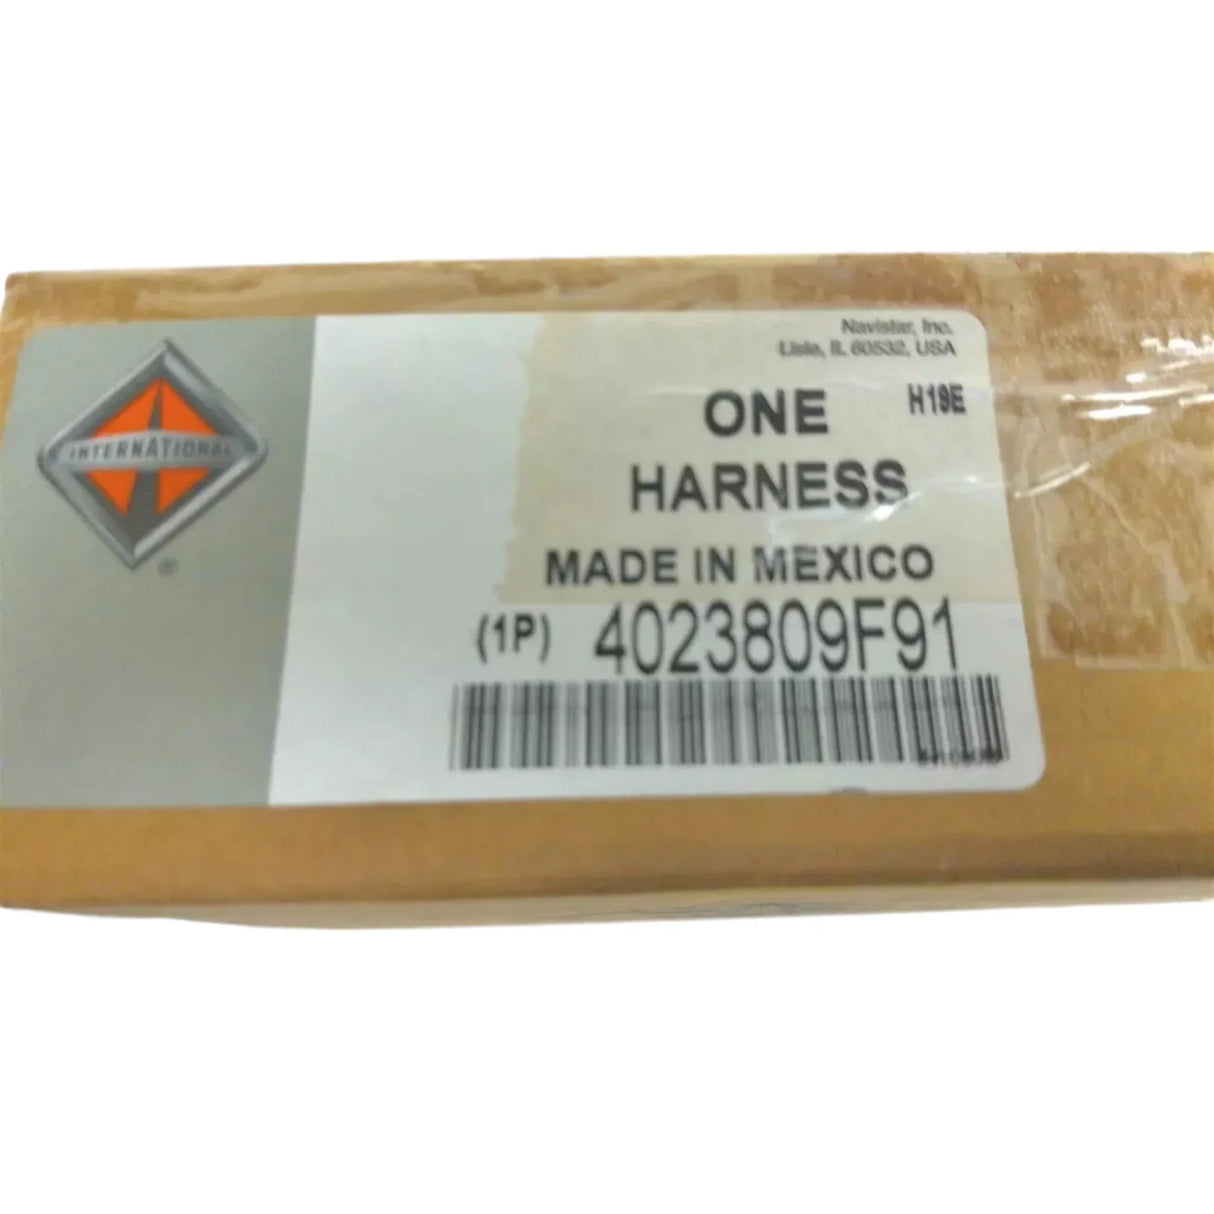 INTERNATIONAL
®
Navistar, Inc.
Lisle, IL 60532, USA
ONE
H19E
HARNESS
MADE IN MEXICO
(1P) 4023809F91